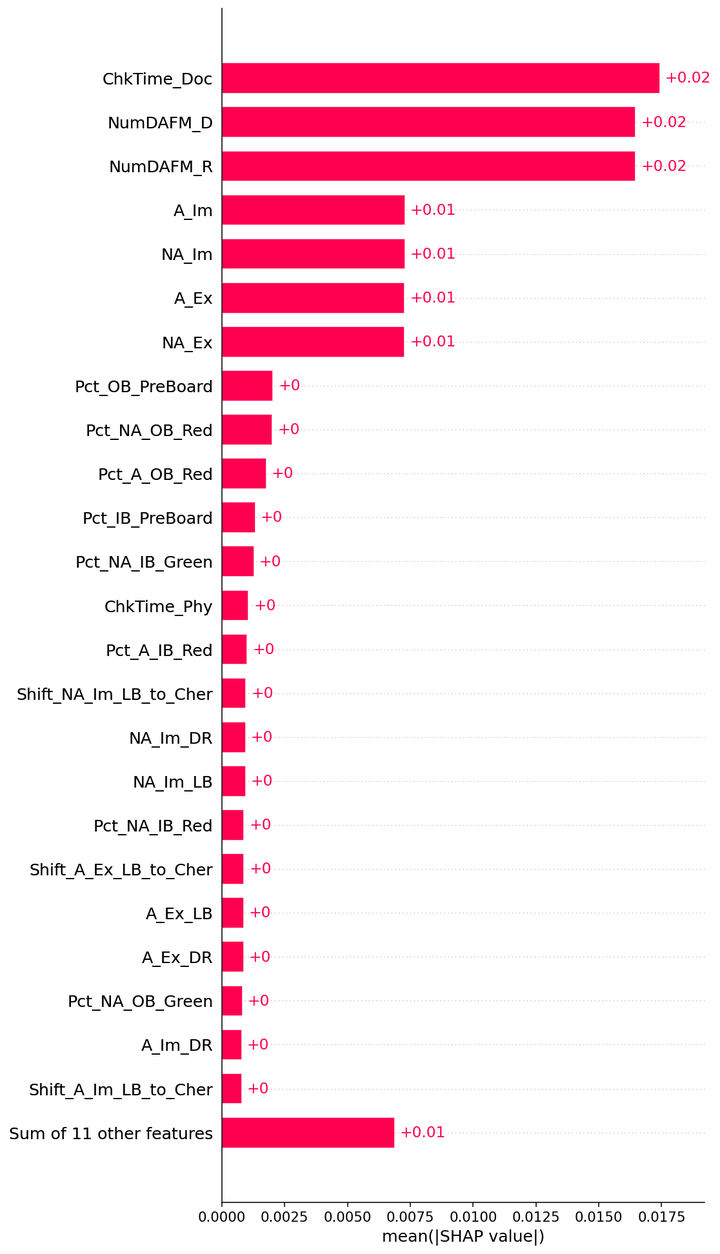 ChkTime_Doc +0.02
NumDAFM_D +0.02
NumDAFM_R +0.02
A_Im +0.01
NA_Im +0.01
A_Ex +0.01
NA_Ex +0.01
Pct_OB_PreBoard +0
Pct_NA_OB_Red +0
Pct_A_OB_Red +0
Pct_IB_PreBoard +0
Pct_NA_IB_Green +0
ChkTime_Phy +0
Pct_A_IB_Red +0
Shift_NA_Im_LB_to_Cher +0
NA_Im_DR +0
NA_Im_LB +0
Pct_NA_IB_Red +0
Shift_A_Ex_LB_to_Cher +0
A_Ex_LB +0
A_Ex_DR +0
Pct_NA_OB_Green +0
A_Im_DR +0
Shift_A_Im_LB_to_Cher +0
Sum of 11 other features +0.01
0.0000 0.0025 0.0050 0.0075 0.0100 0.0125 0.0150 0.0175
mean(|SHAP value|)